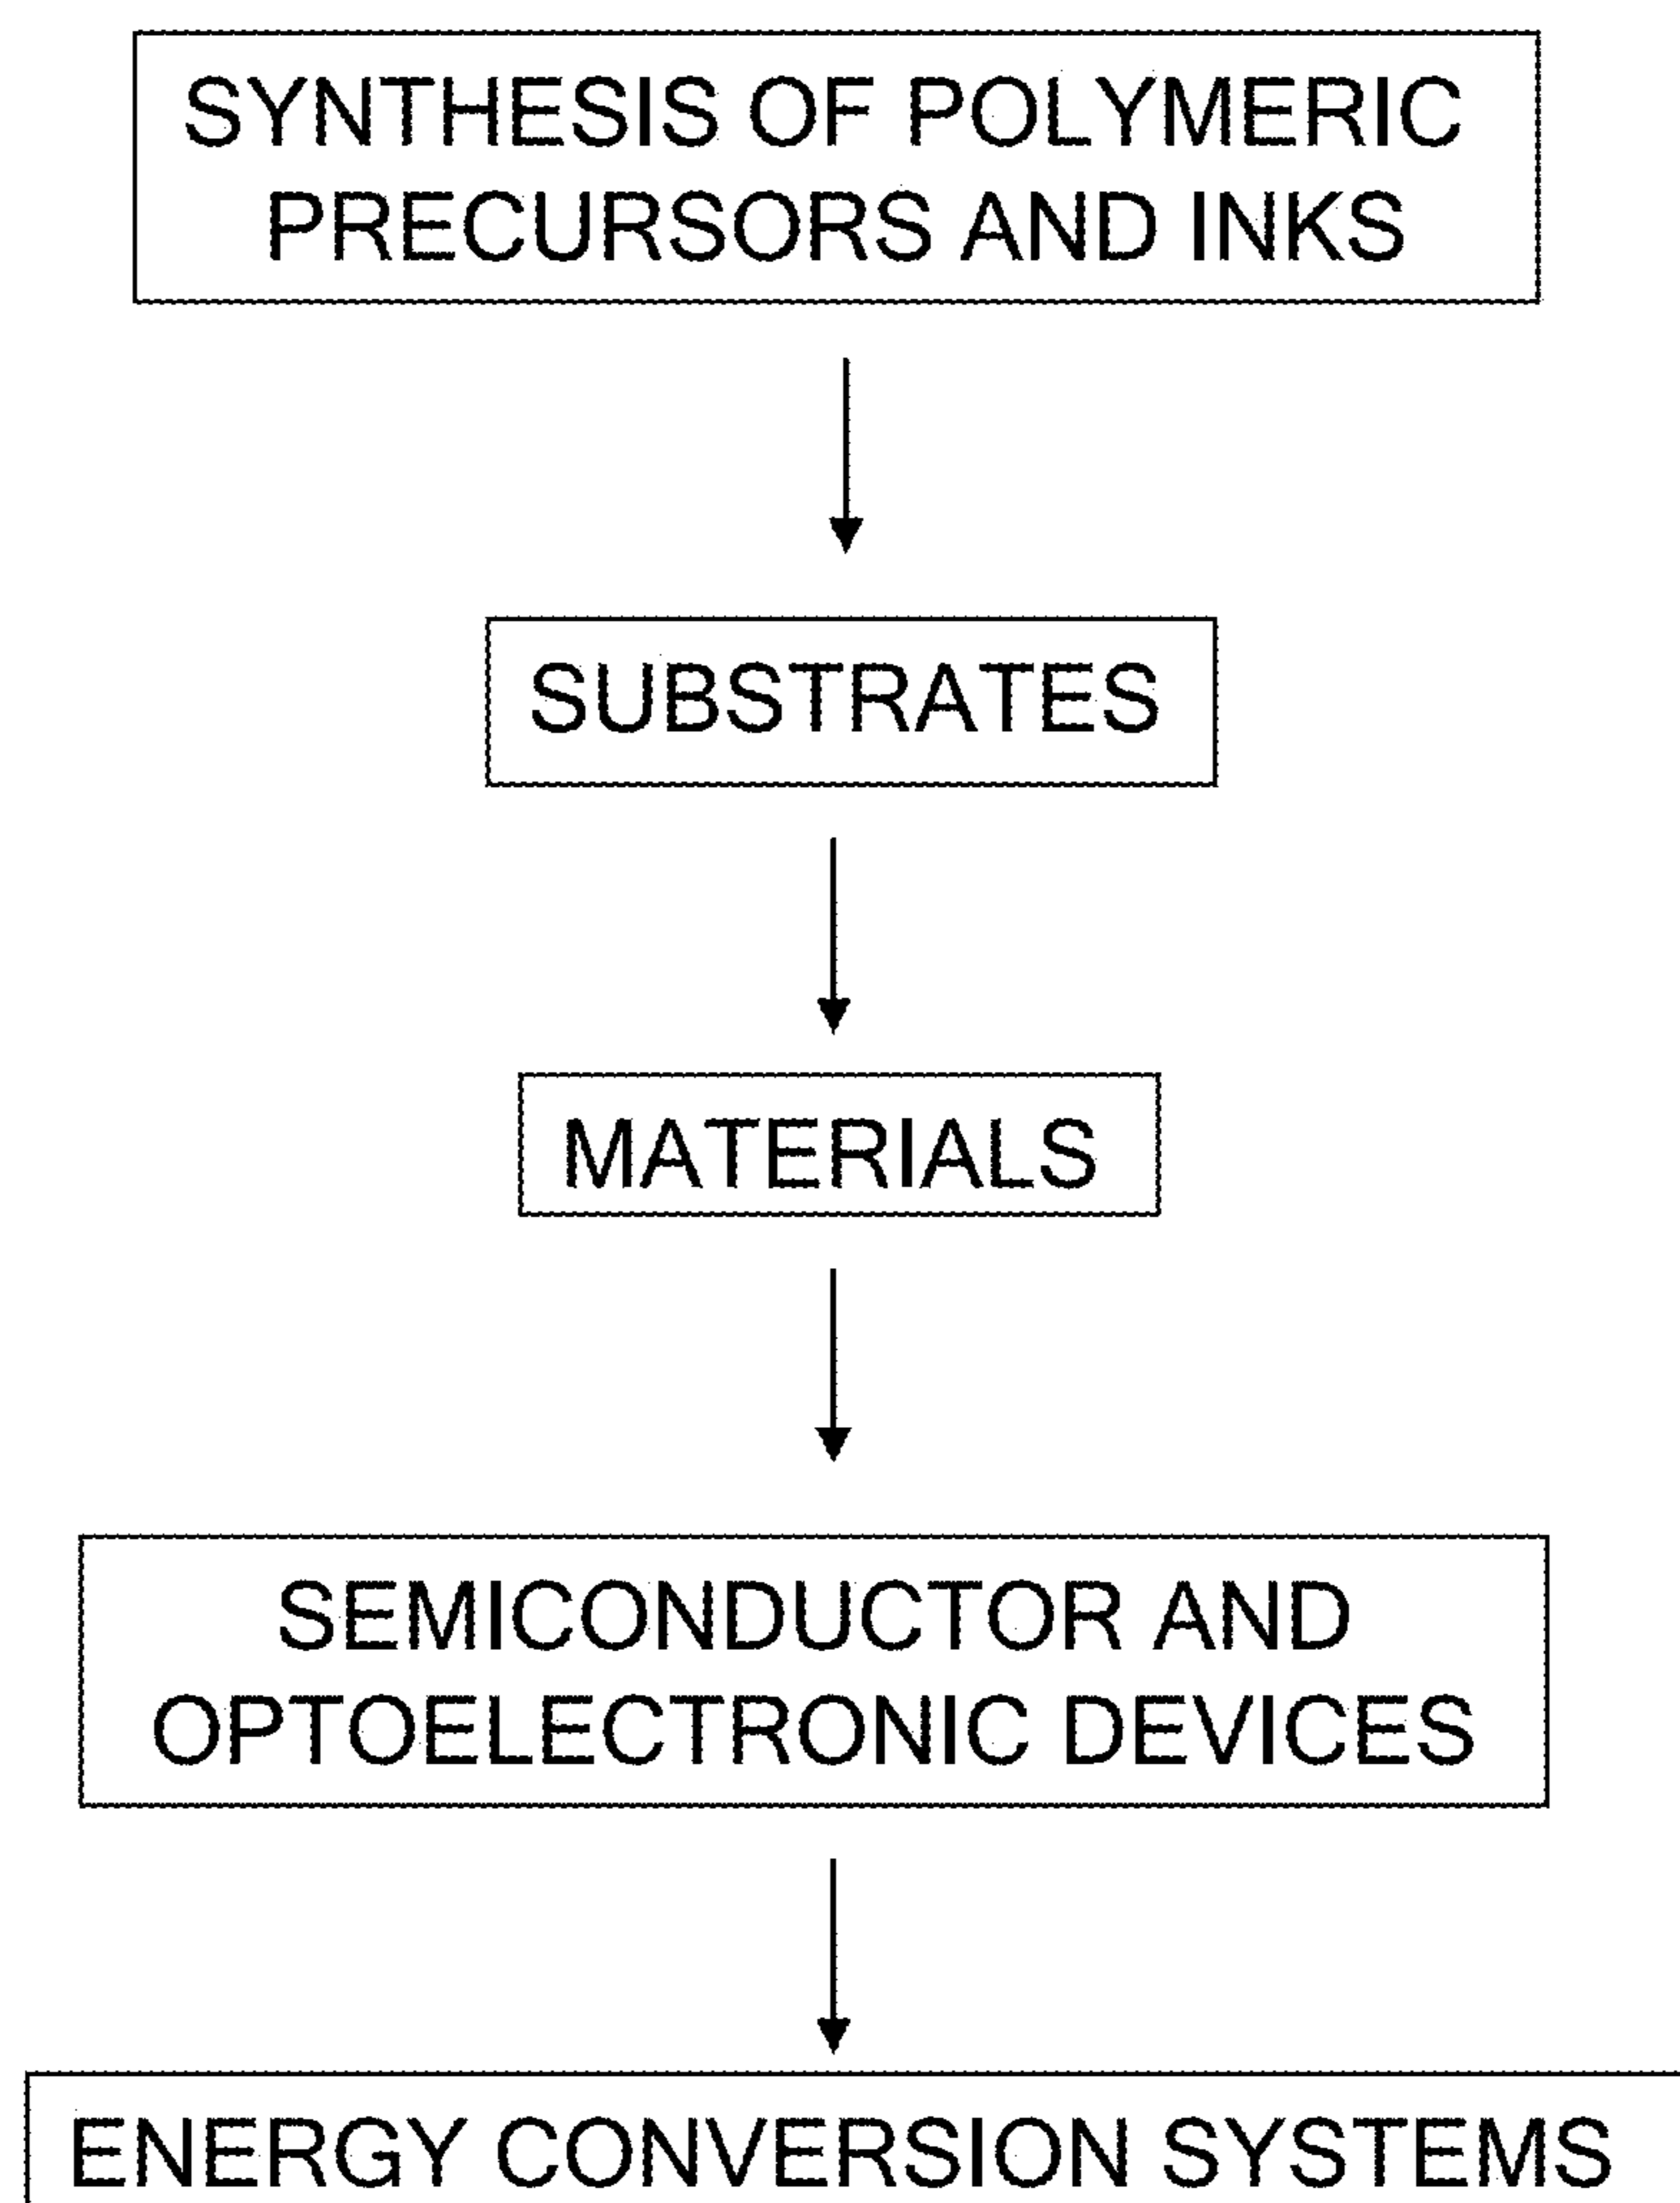 SYNTHESIS OF POLYMERIC
PRECURSORS AND INKS
SUBSTRATES
MATERIALS
SEMICONDUCTOR AND
OPTOELECTRONIC DEVICES
ENERGY CONVERSION SYSTEMS